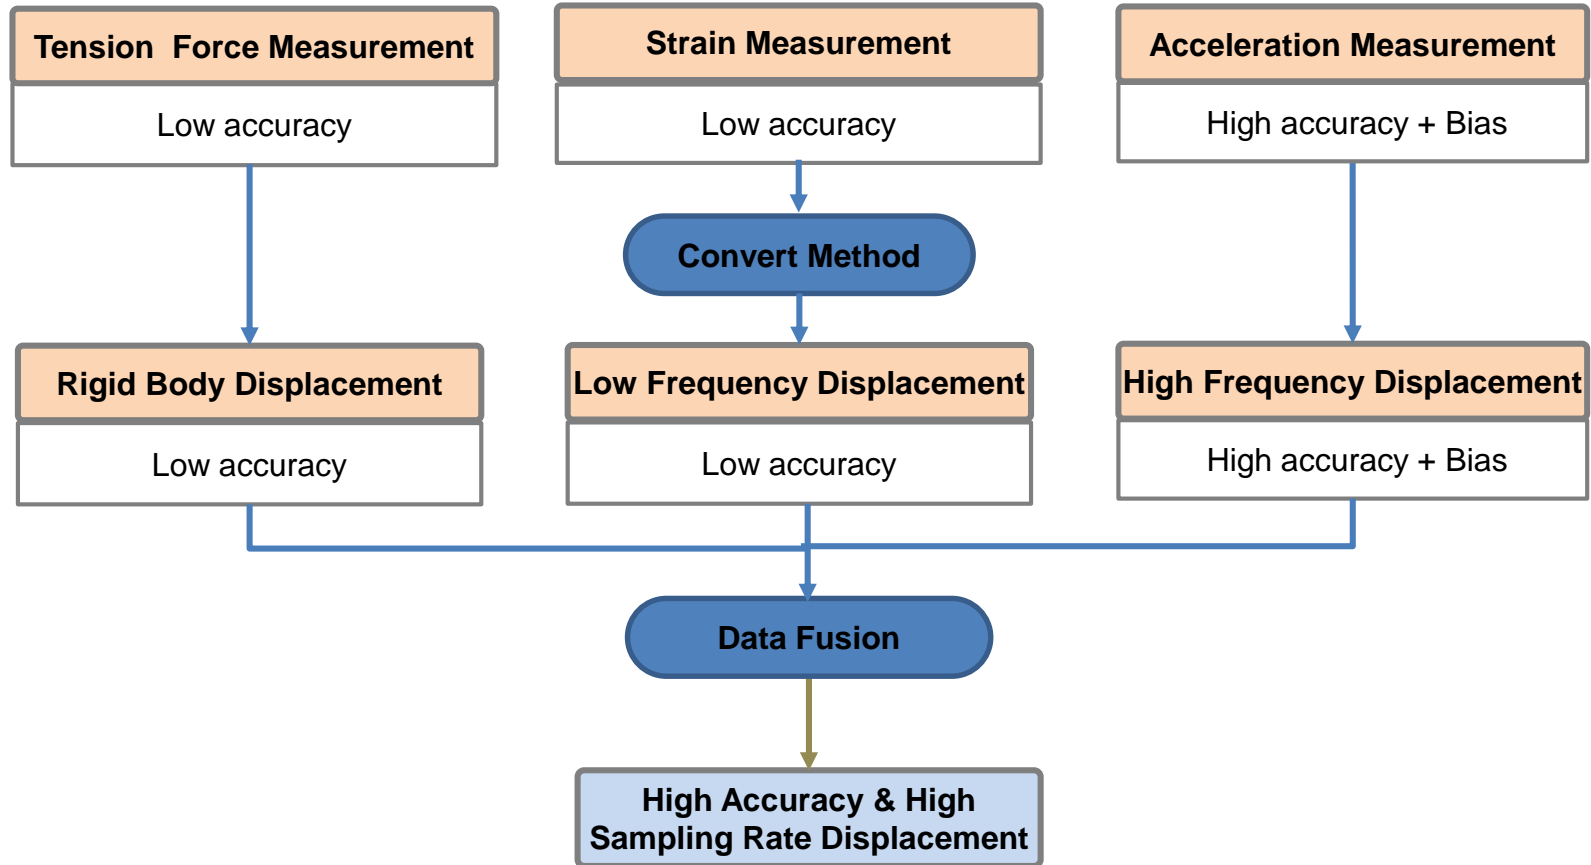 Tension  Force Measurement
Low accuracy
Strain Measurement
Low accuracy
Acceleration Measurement
High accuracy + Bias
Convert Method
Rigid Body Displacement
Low accuracy
Low Frequency Displacement
Low accuracy
High Frequency Displacement
High accuracy + Bias
Data Fusion
High Accuracy & High
Sampling Rate Displacement